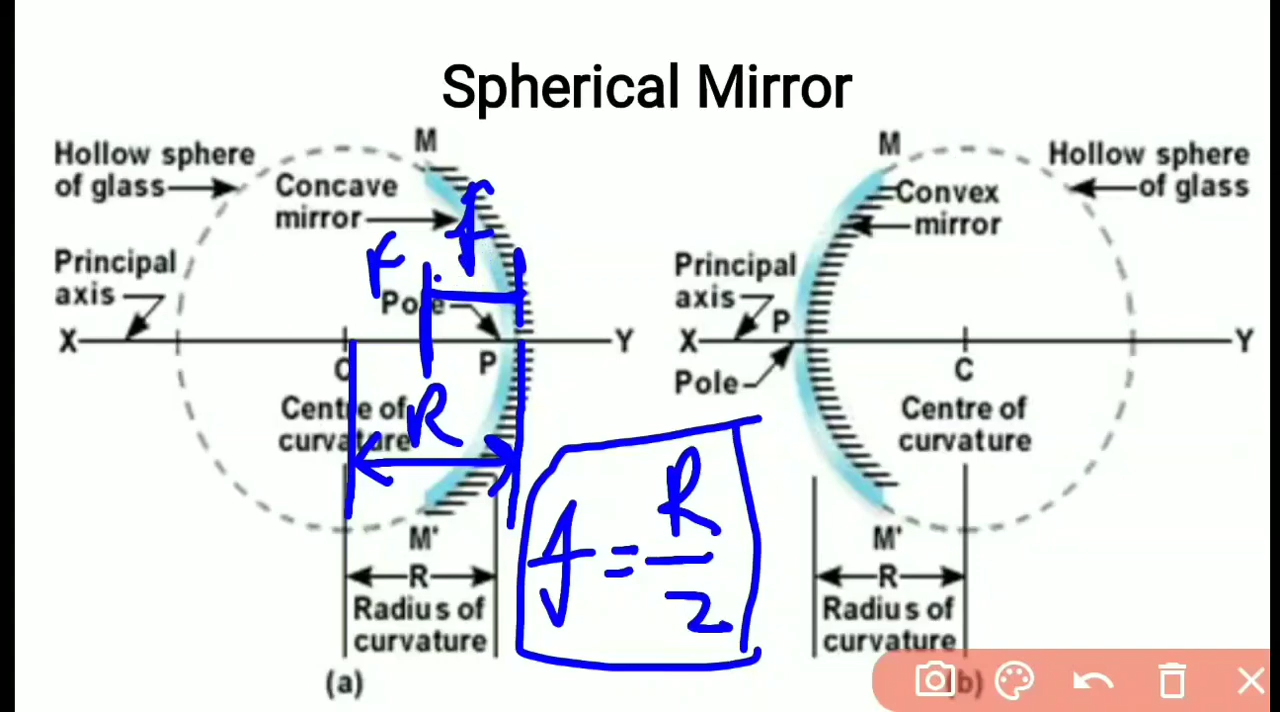 Spherical Mirror
M
Hollow sphere
of glass
Concave
mirror
f
F
Principal
axis
Pole
X
Y
C
P
R
Centre of
curvature
M'
R
Radius of
curvature
(a)
f = R/2
M
Hollow sphere
of glass
Convex
mirror
Principal
axis
P
X
Y
Pole
C
Centre of
curvature
M'
R
Radius of
curvature
(b)